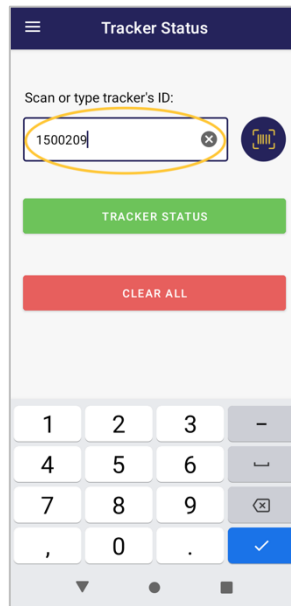 Tracker Status
Scan or type tracker's ID:
1500209
TRACKER STATUS
CLEAR ALL
1 2 3 -
4 5 6
7 8 9
, 0 .